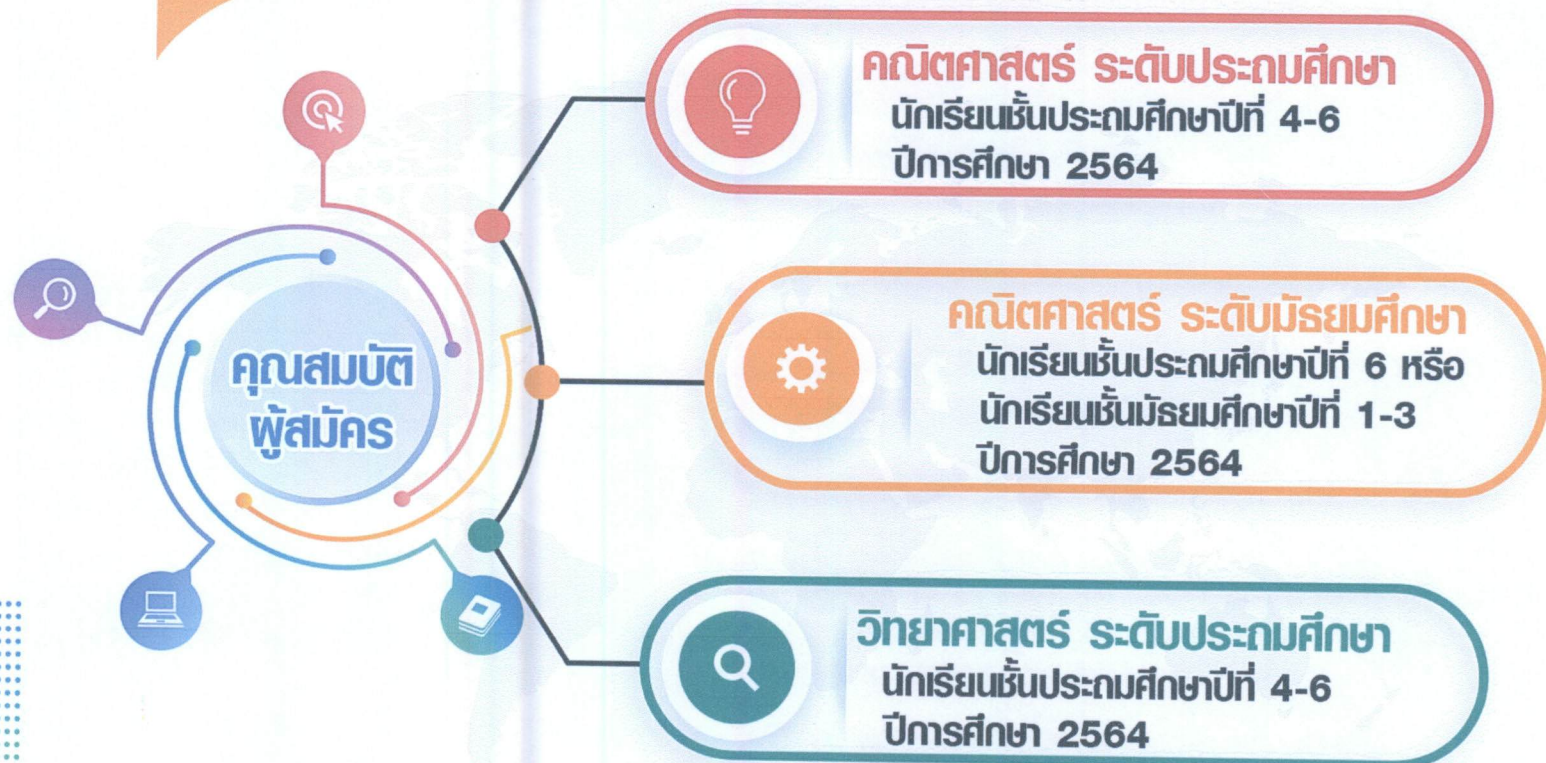 คุณสมบัติ
ผู้สมัคร
คณิตศาสตร์ ระดับประถมศึกษา
นักเรียนชั้นประถมศึกษาปีที่ 4-6
ปีการศึกษา 2564
คณิตศาสตร์ ระดับมัธยมศึกษา
นักเรียนชั้นประถมศึกษาปีที่ 6 หรือ
นักเรียนชั้นมัธยมศึกษาปีที่ 1-3
ปีการศึกษา 2564
วิทยาศาสตร์ ระดับประถมศึกษา
นักเรียนชั้นประถมศึกษาปีที่ 4-6
ปีการศึกษา 2564